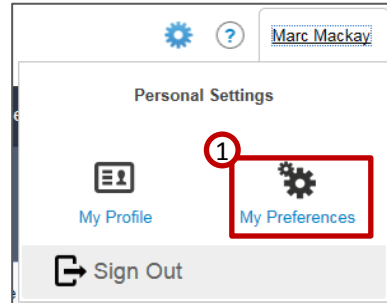 ? Marc Mackay
Personal Settings
1
My Profile My Preferences
Sign Out